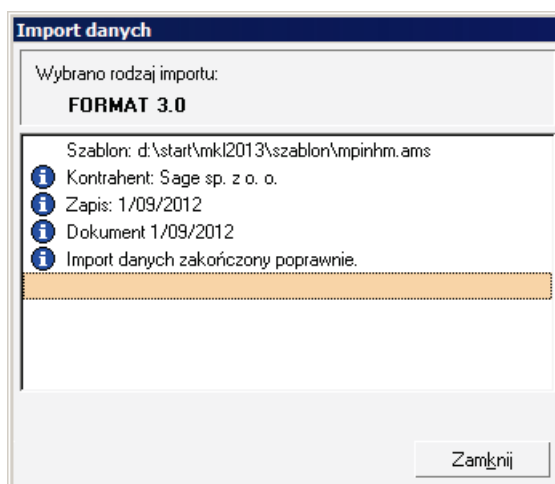 Import danych
Wybrano rodzaj importu:
FORMAT 3.0
Szablon: d:\start\mkl2013\szablon\mpinhm.ams
Kontrahent: Sage sp. z o. o.
Zapis: 1/09/2012
Dokument 1/09/2012
Import danych zakończony poprawnie.
Zamknij